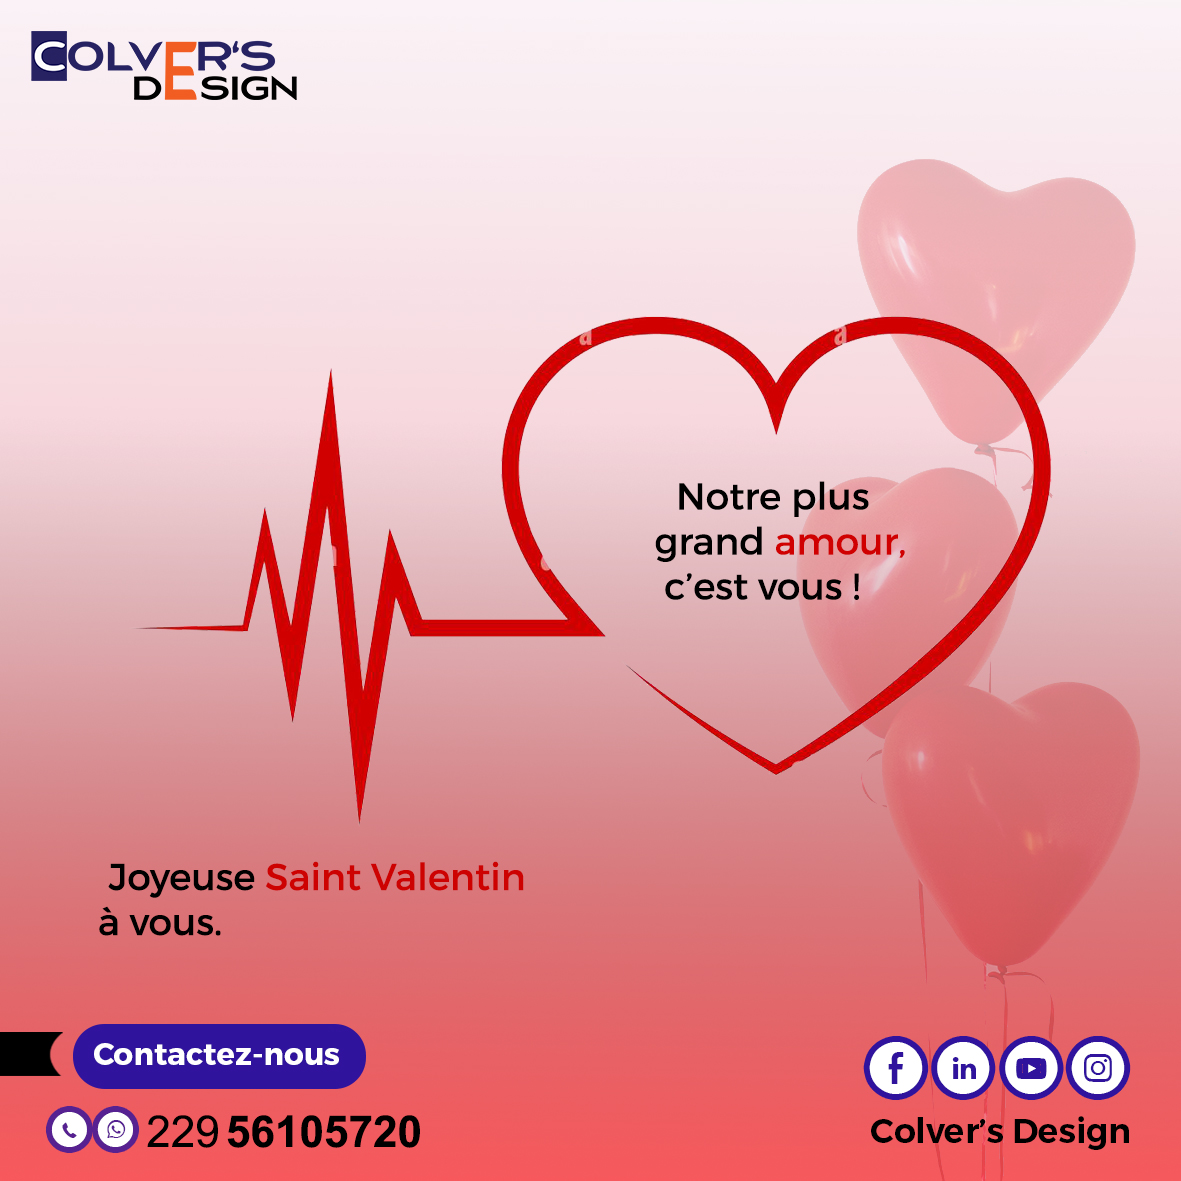 COLVER'S
DESIGN
Notre plus
grand amour,
c'est vous !
Joyeuse Saint Valentin
à vous.
Contactez-nous
229 56105720
Colver's Design